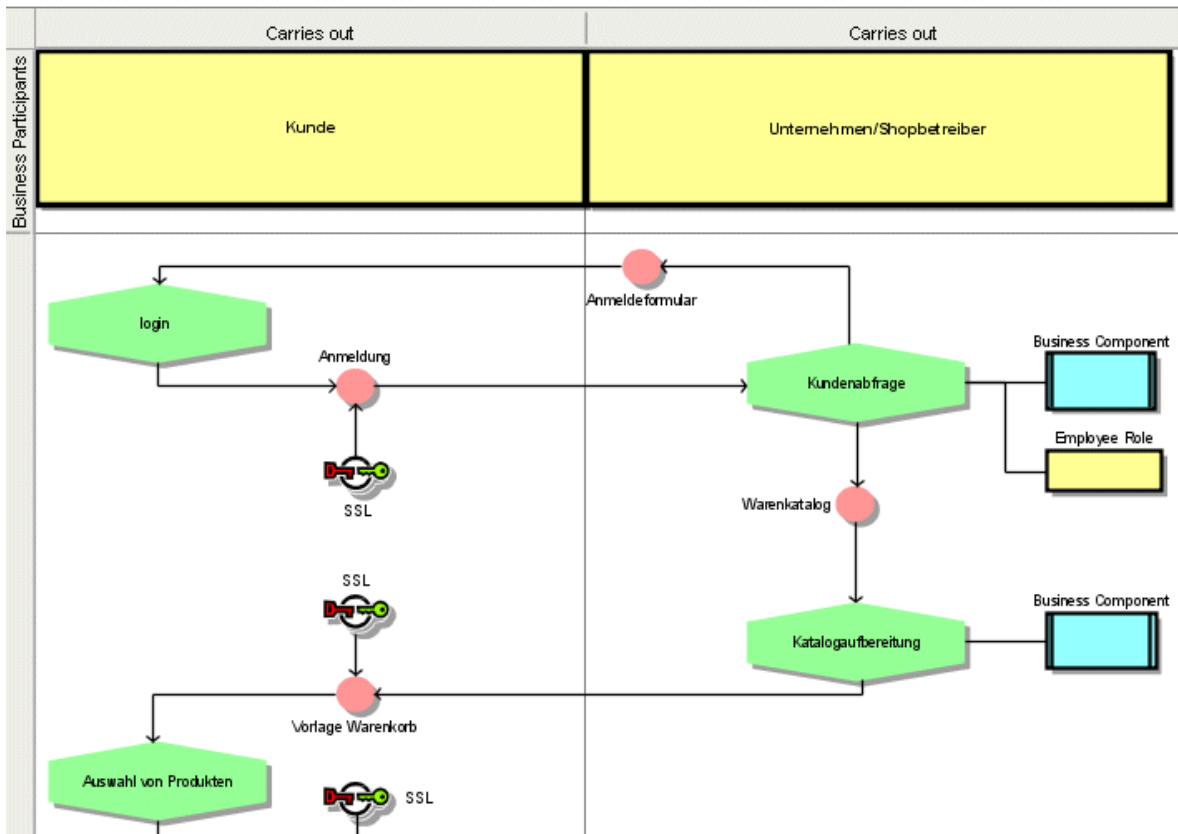 Carries out
Carries out
Business Participants
Kunde
Unternehmen/Shopbetreiber
Anmeldeformular
login
Anmeldung
Kundenabfrage
Business Component
Employee Role
SSL
Warenkatalog
SSL
Business Component
Katalogaufbereitung
Vorlage Warenkorb
Auswahl von Produkten
SSL